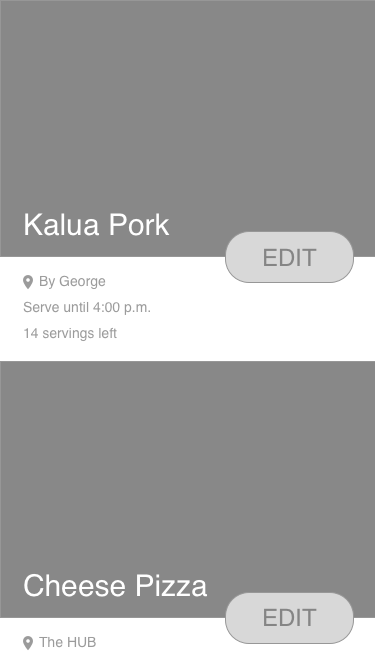 Kalua Pork
EDIT
By George
Serve until 4:00 p.m.
14 servings left
Cheese Pizza
EDIT
The HUB